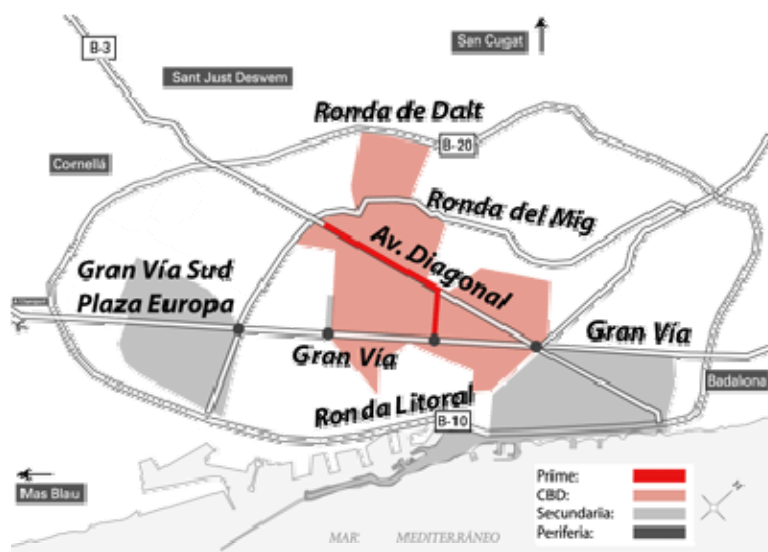 San Cugat
B-3
Sant Just Desvem
Ronda de Dalt
B-20
Cornellá
Ronda del Mig
Av. Diagonal
Gran Vía Sud
Plaza Europa
Gran Vía
Gran Vía
Badalona
Ronda Litoral
B-10
Mas Blau
Prime:
CBD:
Secundaria:
Periferia:
N
MAR MEDITERRÁNEO